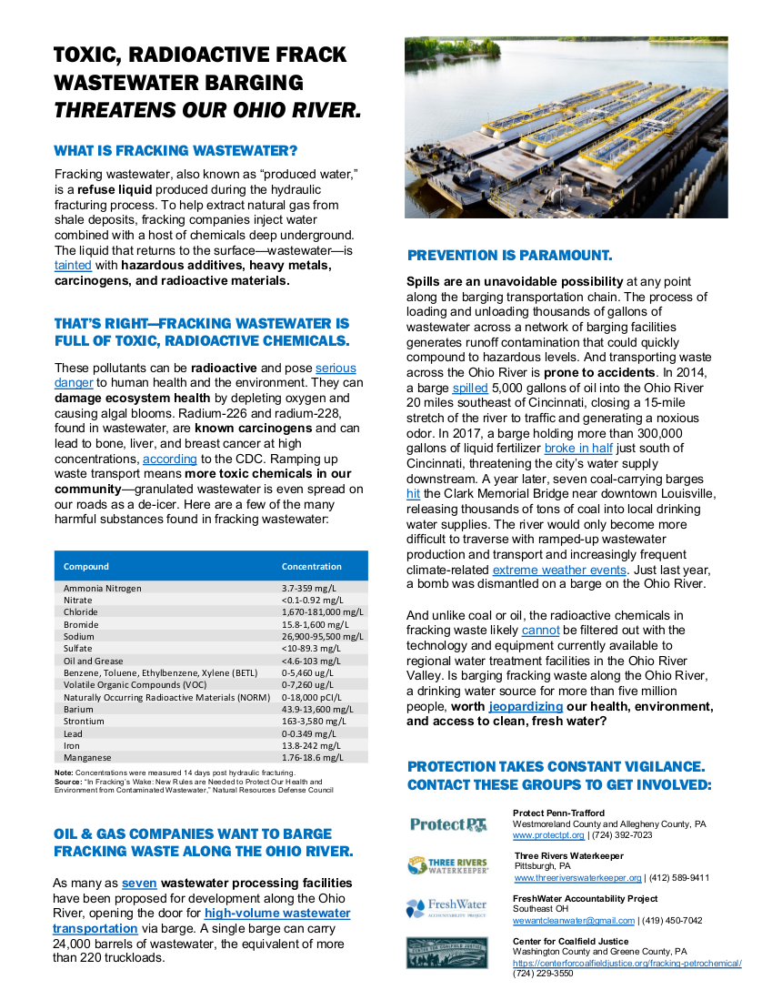 TOXIC, RADIOACTIVE FRACK
WASTEWATER BARGING
THREATENS OUR OHIO RIVER.
WHAT IS FRACKING WASTEWATER?
Fracking wastewater, also known as “produced water,”
is a refuse liquid produced during the hydraulic
fracturing process. To help extract natural gas from
shale deposits, fracking companies inject water
combined with a host of chemicals deep underground.
The liquid that returns to the surface—wastewater—is
tainted with hazardous additives, heavy metals,
carcinogens, and radioactive materials.
THAT’S RIGHT—FRACKING WASTEWATER IS
FULL OF TOXIC, RADIOACTIVE CHEMICALS.
These pollutants can be radioactive and pose serious
danger to human health and the environment. They can
damage ecosystem health by depleting oxygen and
causing algal blooms. Radium-226 and radium-228,
found in wastewater, are known carcinogens and can
lead to bone, liver, and breast cancer at high
concentrations, according to the CDC. Ramping up
waste transport means more toxic chemicals in our
community—granulated wastewater is even spread on
our roads as a de-icer. Here are a few of the many
harmful substances found in fracking wastewater:
Compound Concentration
Ammonia Nitrogen 3.7-359 mg/L
Nitrate <0.1-0.92 mg/L
Chloride 1,670-181,000 mg/L
Bromide 15.8-1,600 mg/L
Sodium 26,900-95,500 mg/L
Sulfate <10-89.3 mg/L
Oil and Grease <4.6-103 mg/L
Benzene, Toluene, Ethylbenzene, Xylene (BETL) 0-5,460 ug/L
Volatile Organic Compounds (VOC) 0-7,260 ug/L
Naturally Occurring Radioactive Materials (NORM) 0-18,000 pCI/L
Barium 43.9-13,600 mg/L
Strontium 163-3,580 mg/L
Lead 0-0.349 mg/L
Iron 13.8-242 mg/L
Manganese 1.76-18.6 mg/L
Note: Concentrations were measured 14 days post hydraulic fracturing.
Source: “In Fracking’s Wake: New Rules are Needed to Protect Our Health and
Environment from Contaminated Wastewater,” Natural Resources Defense Council
OIL & GAS COMPANIES WANT TO BARGE
FRACKING WASTE ALONG THE OHIO RIVER.
As many as seven wastewater processing facilities
have been proposed for development along the Ohio
River, opening the door for high-volume wastewater
transportation via barge. A single barge can carry
24,000 barrels of wastewater, the equivalent of more
than 220 truckloads.
PREVENTION IS PARAMOUNT.
Spills are an unavoidable possibility at any point
along the barging transportation chain. The process of
loading and unloading thousands of gallons of
wastewater across a network of barging facilities
generates runoff contamination that could quickly
compound to hazardous levels. And transporting waste
across the Ohio River is prone to accidents. In 2014,
a barge spilled 5,000 gallons of oil into the Ohio River
20 miles southeast of Cincinnati, closing a 15-mile
stretch of the river to traffic and generating a noxious
odor. In 2017, a barge holding more than 300,000
gallons of liquid fertilizer broke in half just south of
Cincinnati, threatening the city’s water supply
downstream. A year later, seven coal-carrying barges
hit the Clark Memorial Bridge near downtown Louisville,
releasing thousands of tons of coal into local drinking
water supplies. The river would only become more
difficult to traverse with ramped-up wastewater
production and transport and increasingly frequent
climate-related extreme weather events. Just last year,
a bomb was dismantled on a barge on the Ohio River.
And unlike coal or oil, the radioactive chemicals in
fracking waste likely cannot be filtered out with the
technology and equipment currently available to
regional water treatment facilities in the Ohio River
Valley. Is barging fracking waste along the Ohio River,
a drinking water source for more than five million
people, worth jeopardizing our health, environment,
and access to clean, fresh water?
PROTECTION TAKES CONSTANT VIGILANCE.
CONTACT THESE GROUPS TO GET INVOLVED:
Protect PT
Protect Penn-Trafford
Westmoreland County and Allegheny County, PA
www.protectpt.org | (724) 392-7023
THREE RIVERS
WATERKEEPER
Three Rivers Waterkeeper
Pittsburgh, PA
www.threeriverswaterkeeper.org | (412) 589-9411
FreshWater
ACCOUNTABILITY PROJECT
FreshWater Accountability Project
Southeast OH
wewantcleanwater@gmail.com | (419) 450-7042
CENTER FOR COALFIELD JUSTICE
Center for Coalfield Justice
Washington County and Greene County, PA
https://centerforcoalfieldjustice.org/fracking-petrochemical/
(724) 229-3550